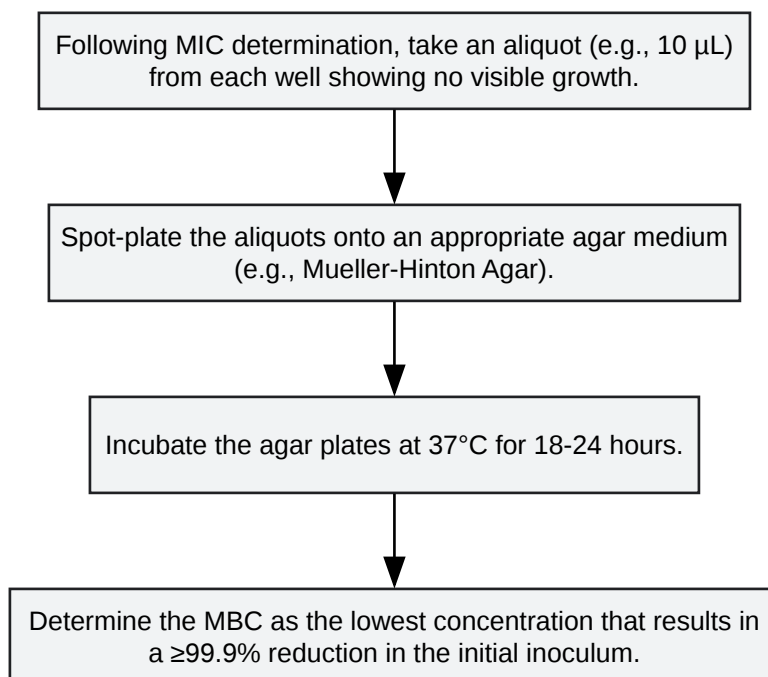 Following MIC determination, take an aliquot (e.g., 10 µL)
from each well showing no visible growth.
Spot-plate the aliquots onto an appropriate agar medium
(e.g., Mueller-Hinton Agar).
Incubate the agar plates at 37°C for 18-24 hours.
Determine the MBC as the lowest concentration that results in
a ≥99.9% reduction in the initial inoculum.